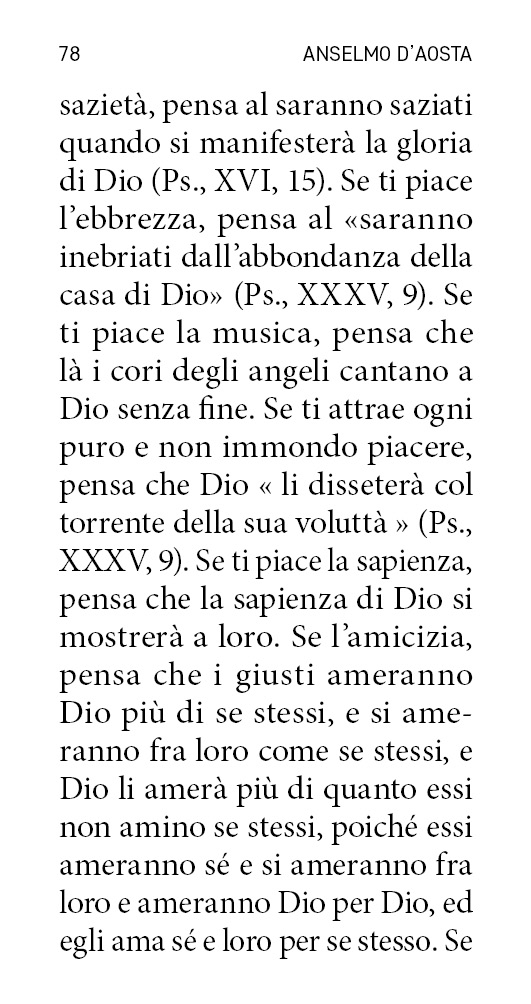 78 ANSELMO D'AOSTA
sazietà, pensa al saranno saziati
quando si manifesterà la gloria
di Dio (Ps., XVI, 15). Se ti piace
l'ebbrezza, pensa al «saranno
inebriati dall'abbondanza della
casa di Dio» (Ps., XXXV, 9). Se
ti piace la musica, pensa che
là i cori degli angeli cantano a
Dio senza fine. Se ti attrae ogni
puro e non immondo piacere,
pensa che Dio « li disseterà col
torrente della sua voluttà » (Ps.,
XXXV, 9). Se ti piace la sapienza,
pensa che la sapienza di Dio si
mostrerà a loro. Se l'amicizia,
pensa che i giusti ameranno
Dio più di se stessi, e si ame-
ranno fra loro come se stessi, e
Dio li amerà più di quanto essi
non amino se stessi, poiché essi
ameranno sé e si ameranno fra
loro e ameranno Dio per Dio, ed
egli ama sé e loro per se stesso. Se